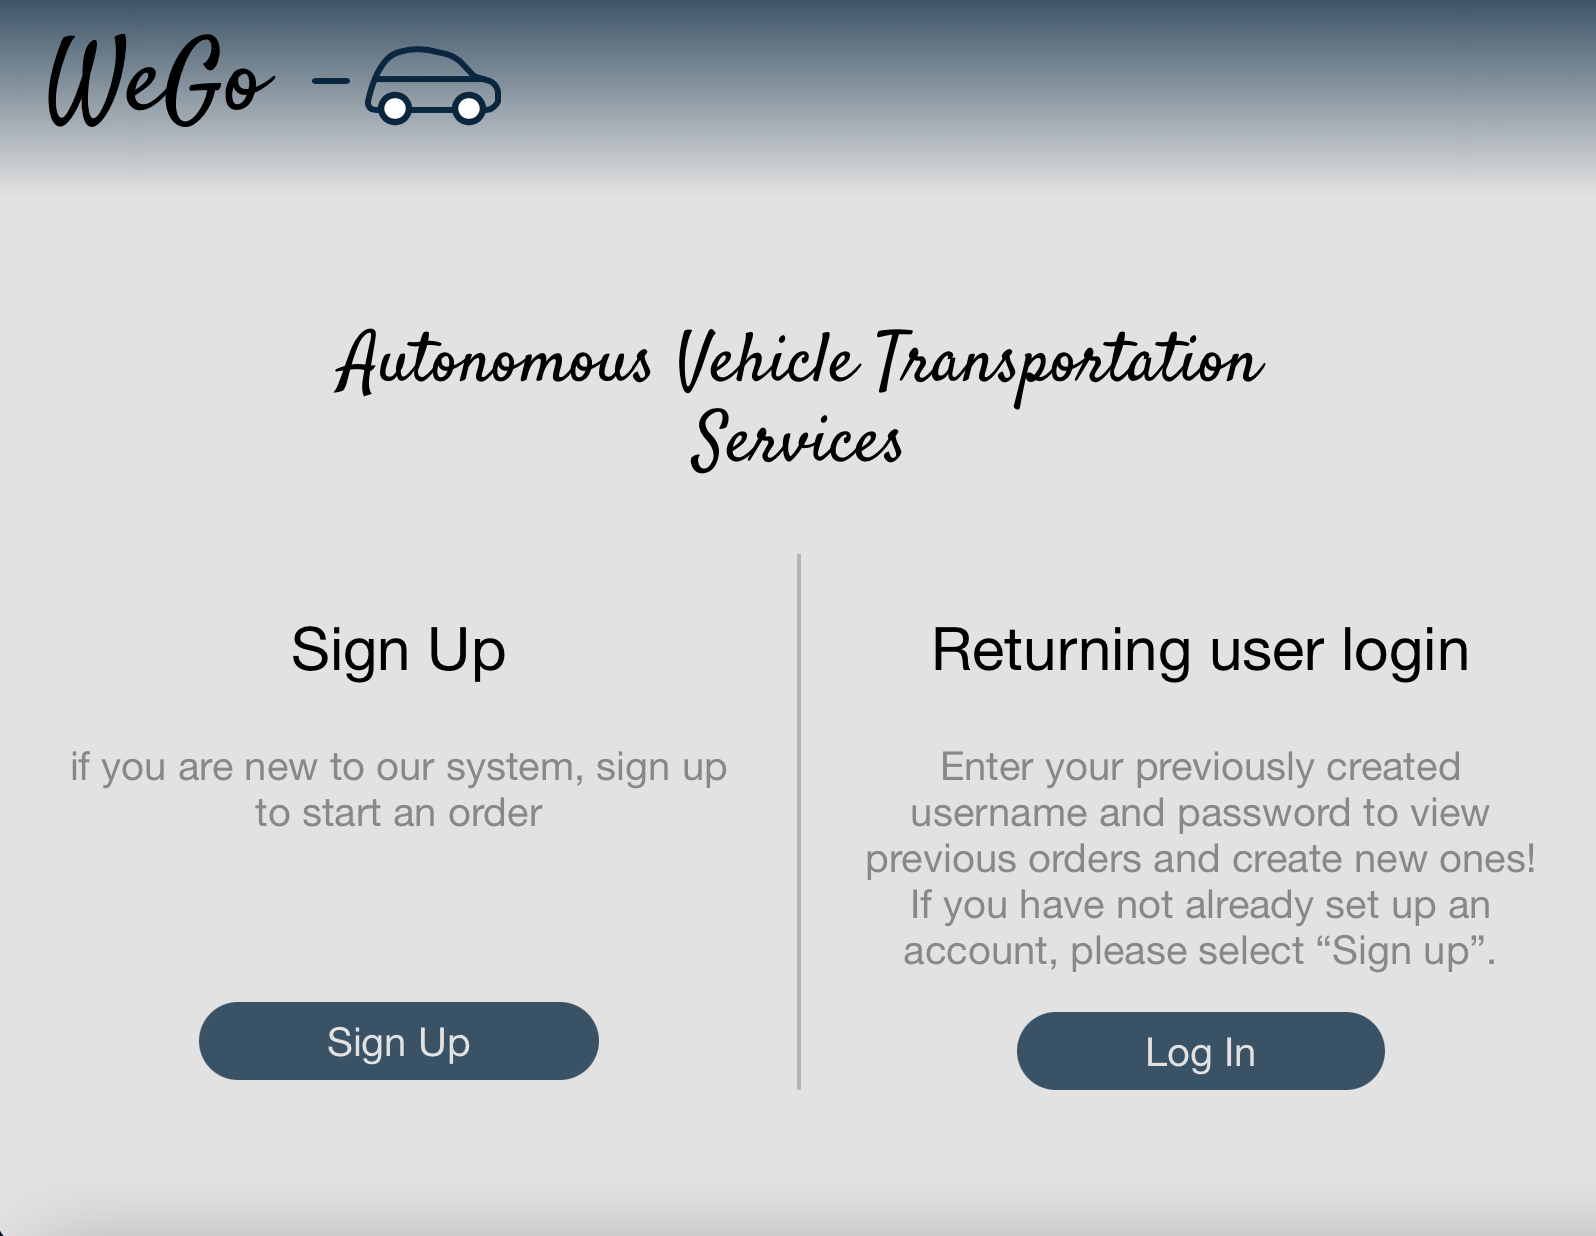 WeGo
Autonomous Vehicle Transportation
Services
Sign Up
if you are new to our system, sign up
to start an order
Sign Up
Returning user login
Enter your previously created
username and password to view
previous orders and create new ones!
If you have not already set up an
account, please select “Sign up”.
Log In